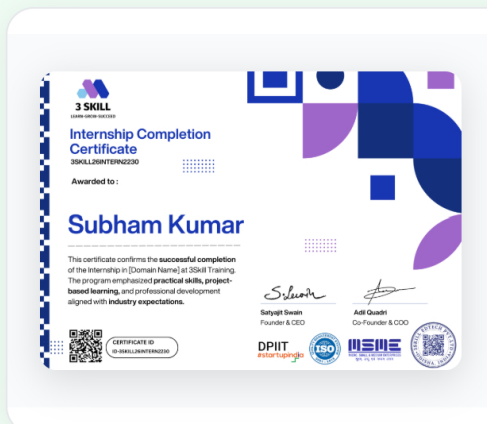 3 SKILL
LEARN-GROW-SUCCEED
Internship Completion
Certificate
3SKILL26INTERN2230
Awarded to :
Subham Kumar
This certificate confirms the successful completion
of the Internship in [Domain Name] at 3Skill Training.
The program emphasized practical skills, project-
based learning, and professional development
aligned with industry expectations.
Satyajit Swain
Founder & CEO
Adil Quadri
Co-Founder & COO
CERTIFICATE ID
ID-3SKILL26INTERN2230
DPIIT
#startupindia
ISO
MSME